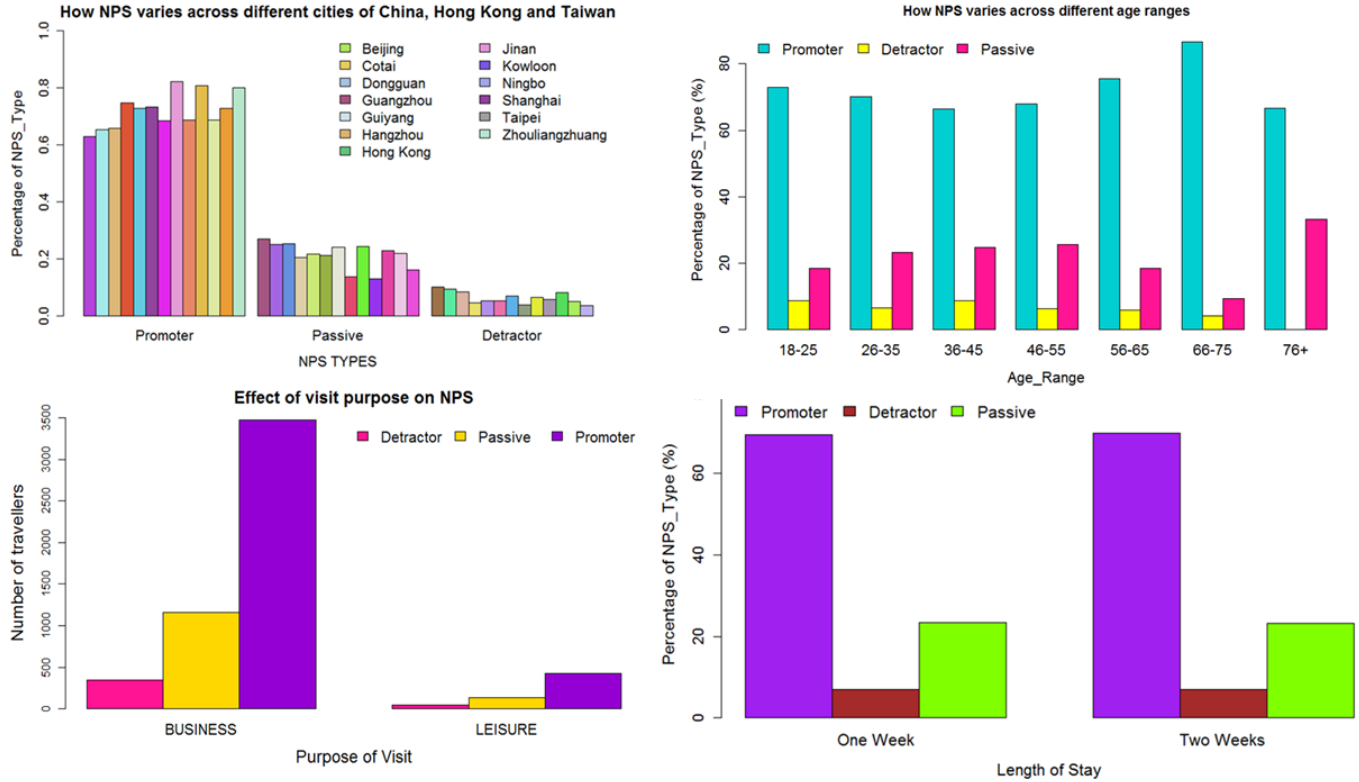 How NPS varies across different cities of China, Hong Kong and Taiwan
Percentage of NPS_Type
1.0
0.8
0.6
0.4
0.2
0.0
Beijing
Cotai
Dongguan
Guangzhou
Guiyang
Hangzhou
Hong Kong
Jinan
Kowloon
Ningbo
Shanghai
Taipei
Zhouliangzhuang
Promoter
Passive
Detractor
NPS TYPES
How NPS varies across different age ranges
Promoter Detractor Passive
Percentage of NPS_Type (%)
80
60
40
20
0
18-25
26-35
36-45
46-55
56-65
66-75
76+
Age_Range
Effect of visit purpose on NPS
Detractor Passive Promoter
Number of travellers
3500
3000
2500
2000
1500
1000
500
0
BUSINESS
LEISURE
Purpose of Visit
Promoter Detractor Passive
Percentage of NPS_Type (%)
60
40
20
0
One Week
Two Weeks
Length of Stay